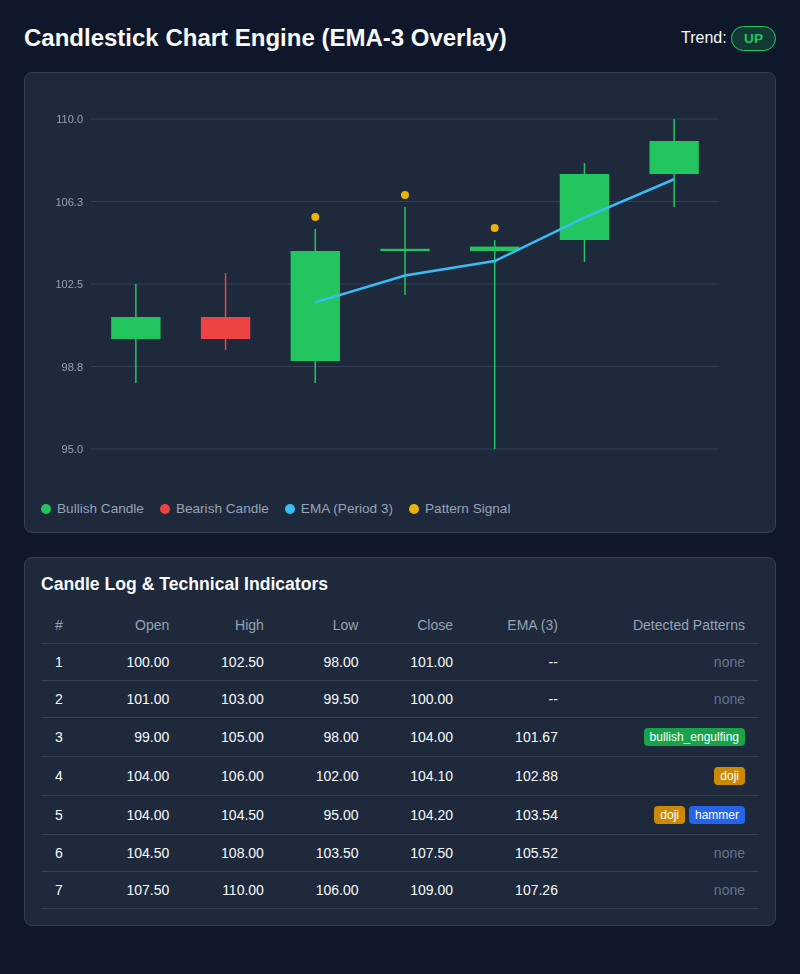 Candlestick Chart Engine (EMA-3 Overlay)
Trend: UP
110.0
106.3
102.5
98.8
95.0
Bullish Candle Bearish Candle EMA (Period 3) Pattern Signal
Candle Log & Technical Indicators
# Open High Low Close EMA (3) Detected Patterns
1 100.00 102.50 98.00 101.00 -- none
2 101.00 103.00 99.50 100.00 -- none
3 99.00 105.00 98.00 104.00 101.67 bullish_engulfing
4 104.00 106.00 102.00 104.10 102.88 doji
5 104.00 104.50 95.00 104.20 103.54 doji hammer
6 104.50 108.00 103.50 107.50 105.52 none
7 107.50 110.00 106.00 109.00 107.26 none